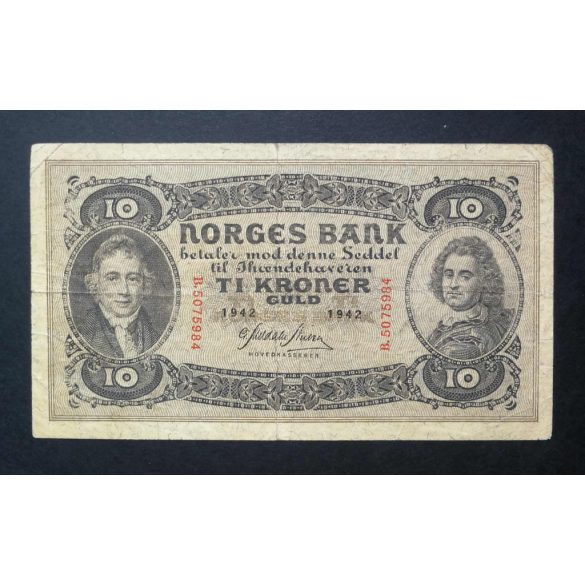 10 10
NORGES BANK
betaler mod denne Seddel
til Ihændehaveren
TI KRONER
GULD
1942 1942
B.5075984 B.5075984
HOVEDKASSERER
10 10